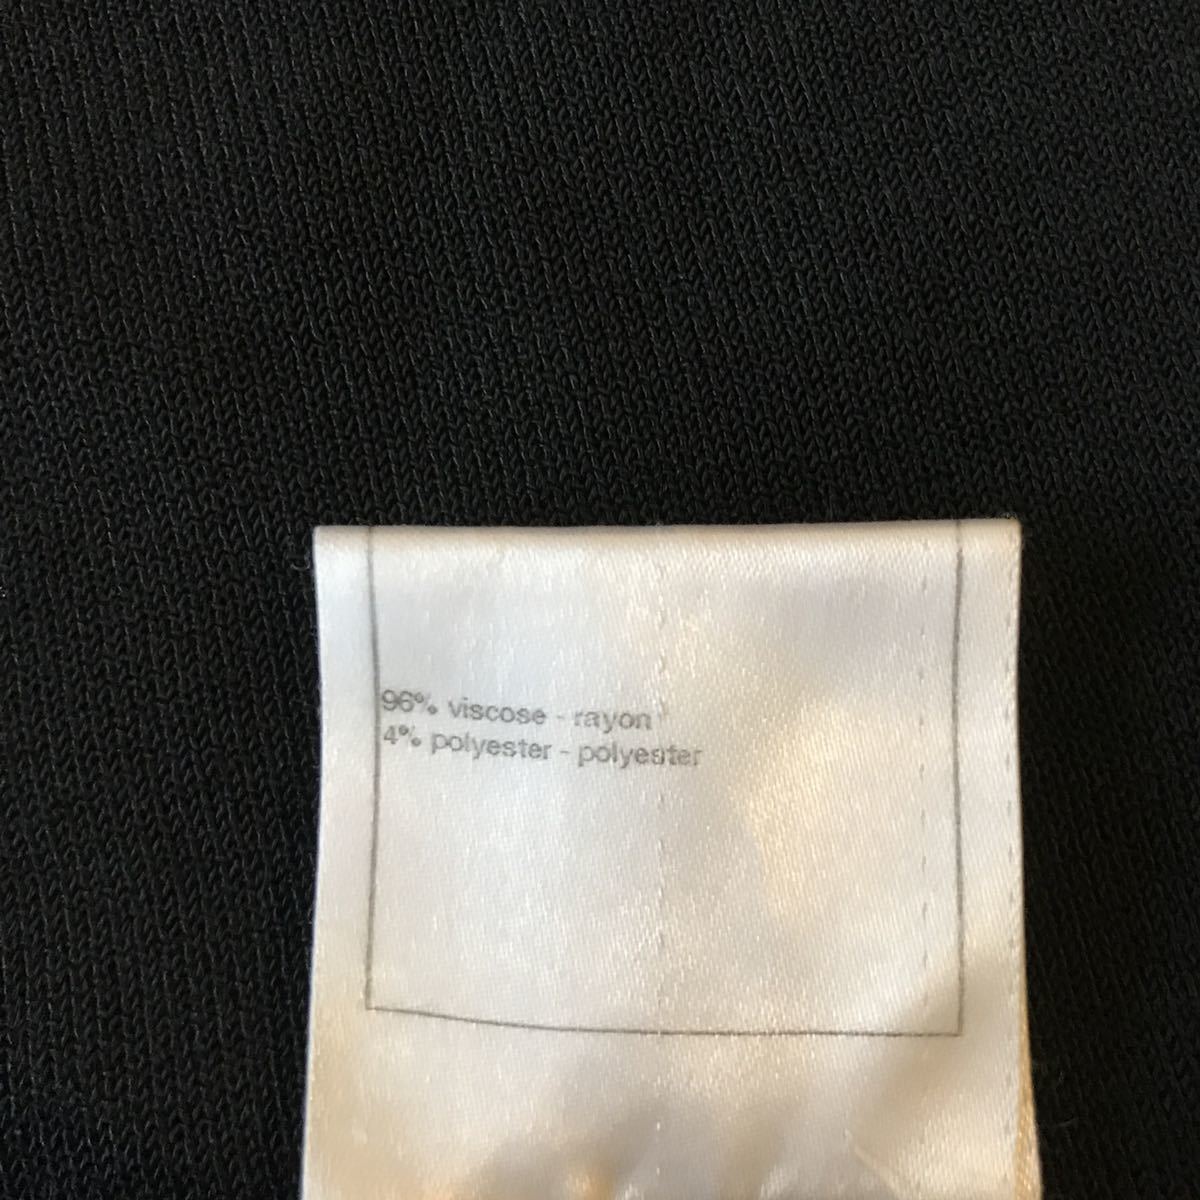 96% viscose - rayon
4% polyester - polyester